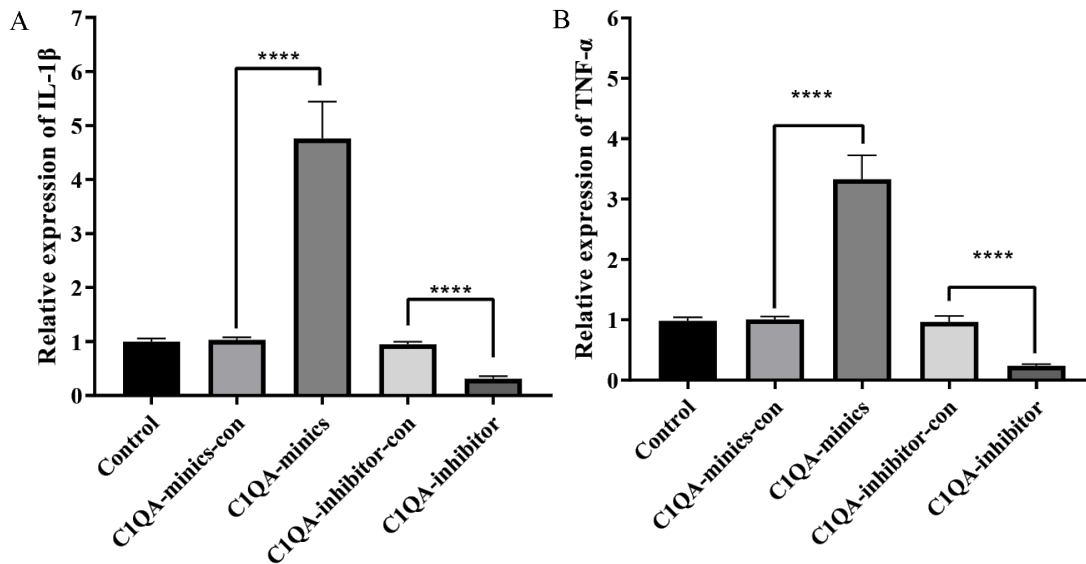 A
Relative expression of IL-1β
7
6
5
4
3
2
1
0
****
****
Control
C1QA-minics-con
C1QA-minics
C1QA-inhibitor-con
C1QA-inhibitor
B
Relative expression of TNF-α
6
5
4
3
2
1
0
****
****
Control
C1QA-minics-con
C1QA-minics
C1QA-inhibitor-con
C1QA-inhibitor